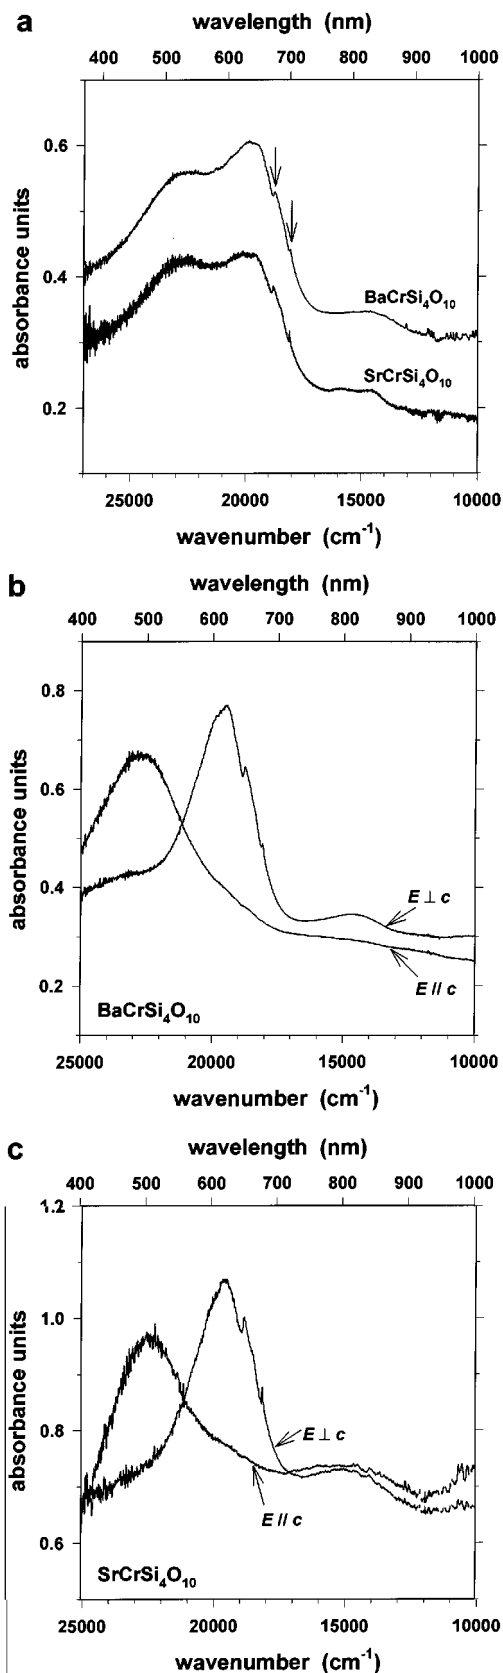 a
wavelength (nm)
400 500 600 700 800 900 1000
absorbance units
0.6
0.4
0.2
BaCrSi₄O₁₀
SrCrSi₄O₁₀
25000 20000 15000 10000
wavenumber (cm⁻¹)
b
wavelength (nm)
400 500 600 700 800 900 1000
absorbance units
0.8
0.6
0.4
0.2
E ⊥ c
E // c
BaCrSi₄O₁₀
25000 20000 15000 10000
wavenumber (cm⁻¹)
c
wavelength (nm)
400 500 600 700 800 900 1000
absorbance units
1.2
1.0
0.8
0.6
E ⊥ c
E // c
SrCrSi₄O₁₀
25000 20000 15000 10000
wavenumber (cm⁻¹)